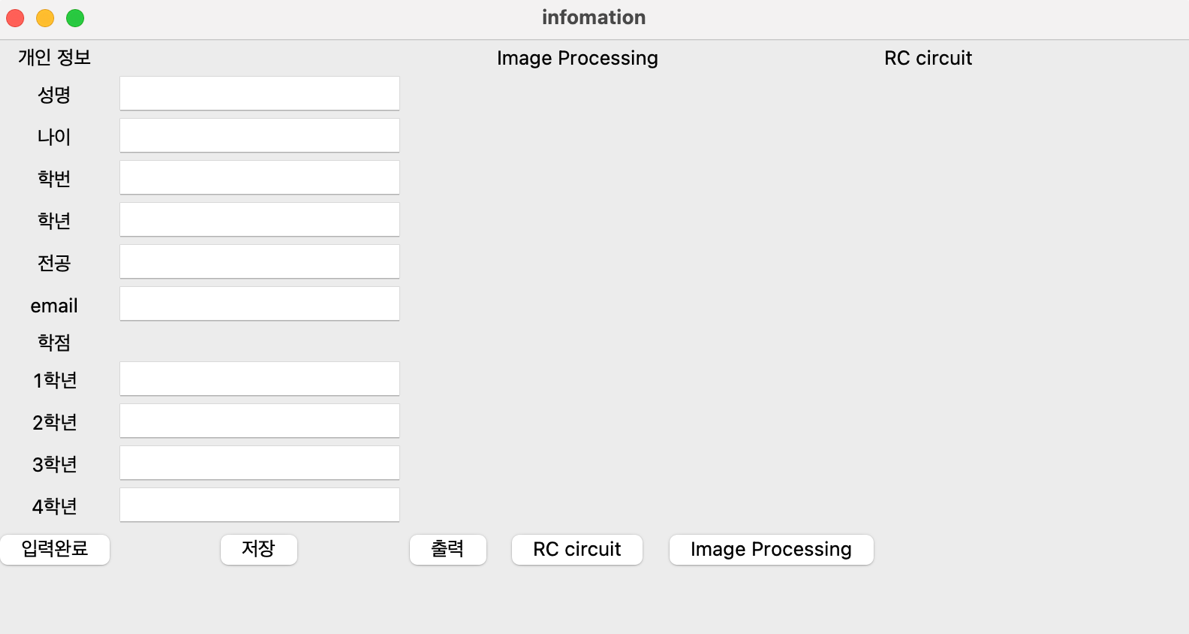 infomation
개인 정보 Image Processing RC circuit
성명
나이
학번
학년
전공
email
학점
1학년
2학년
3학년
4학년
입력완료 저장 출력 RC circuit Image Processing